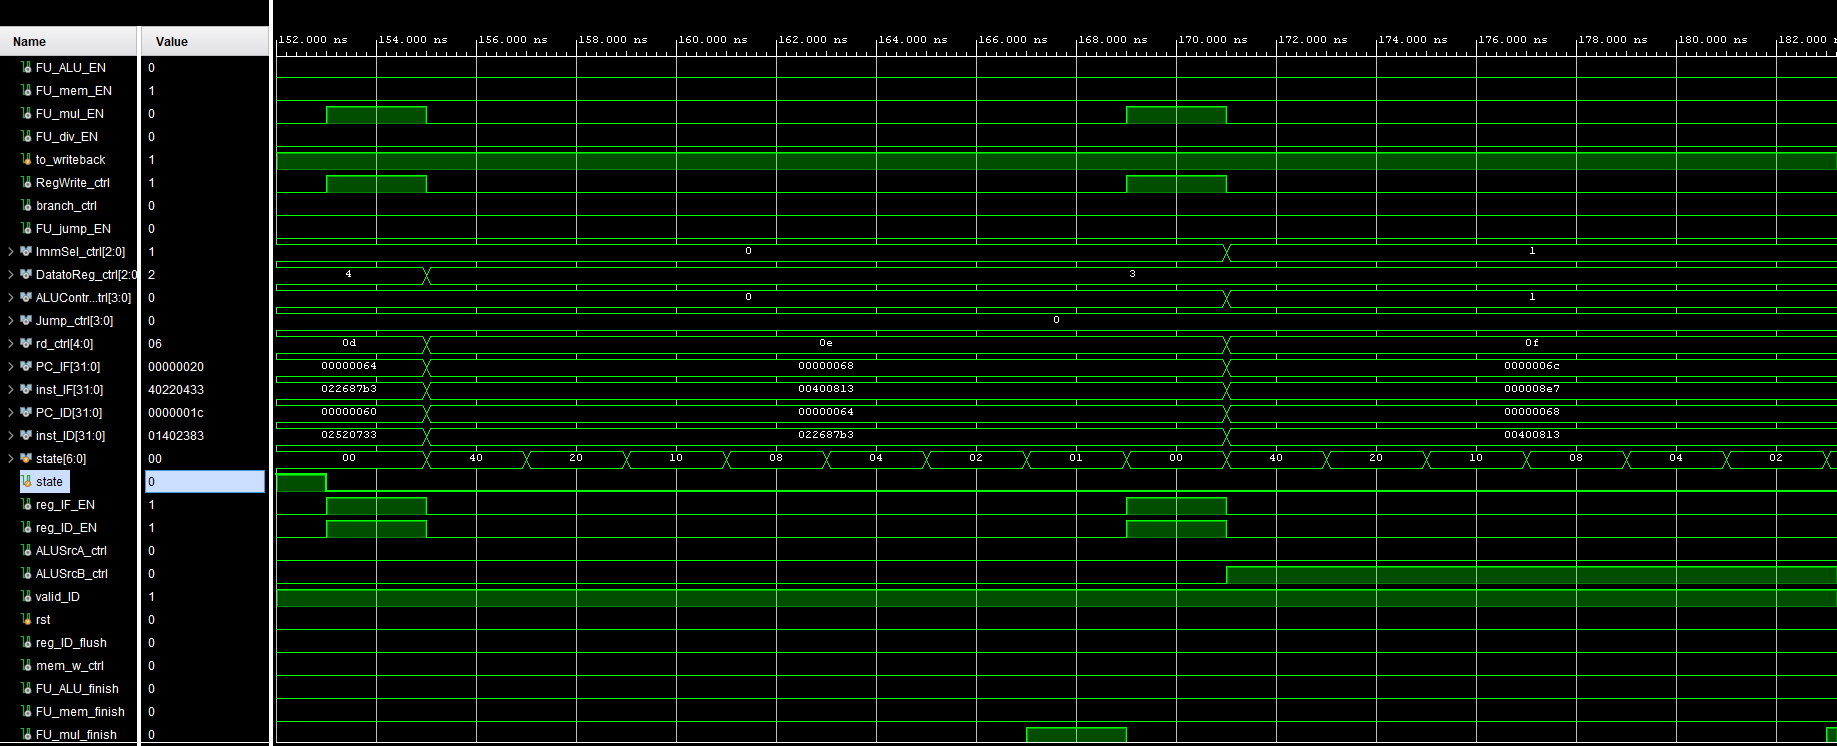 152.000 ns 154.000 ns 156.000 ns 158.000 ns 160.000 ns 162.000 ns 164.000 ns 166.000 ns 168.000 ns 170.000 ns 172.000 ns 174.000 ns 176.000 ns 178.000 ns 180.000 ns 182.000
Name Value
FU_ALU_EN 0
FU_mem_EN 1
FU_mul_EN 0
FU_div_EN 0
to_writeback 1
RegWrite_ctrl 1
branch_ctrl 0
FU_jump_EN 0
ImmSel_ctrl[2:0] 1 0 1
DatatoReg_ctrl[2:0 2 4 3
ALUContr...trl[3:0] 0 0 1
Jump_ctrl[3:0] 0 0
rd_ctrl[4:0] 06 0d 0e 0f
PC_IF[31:0] 00000020 00000064 00000068 0000006c
inst_IF[31:0] 40220433 022687b3 00400813 000008e7
PC_ID[31:0] 0000001c 00000060 00000064 00000068
inst_ID[31:0] 01402383 02520733 022687b3 00400813
state[6:0] 00 00 40 20 10 08 04 02 01 00 40 20 10 08 04 02
state 0
reg_IF_EN 1
reg_ID_EN 1
ALUSrcA_ctrl 0
ALUSrcB_ctrl 0
valid_ID 1
rst 0
reg_ID_flush 0
mem_w_ctrl 0
FU_ALU_finish 0
FU_mem_finish 0
FU_mul_finish 0